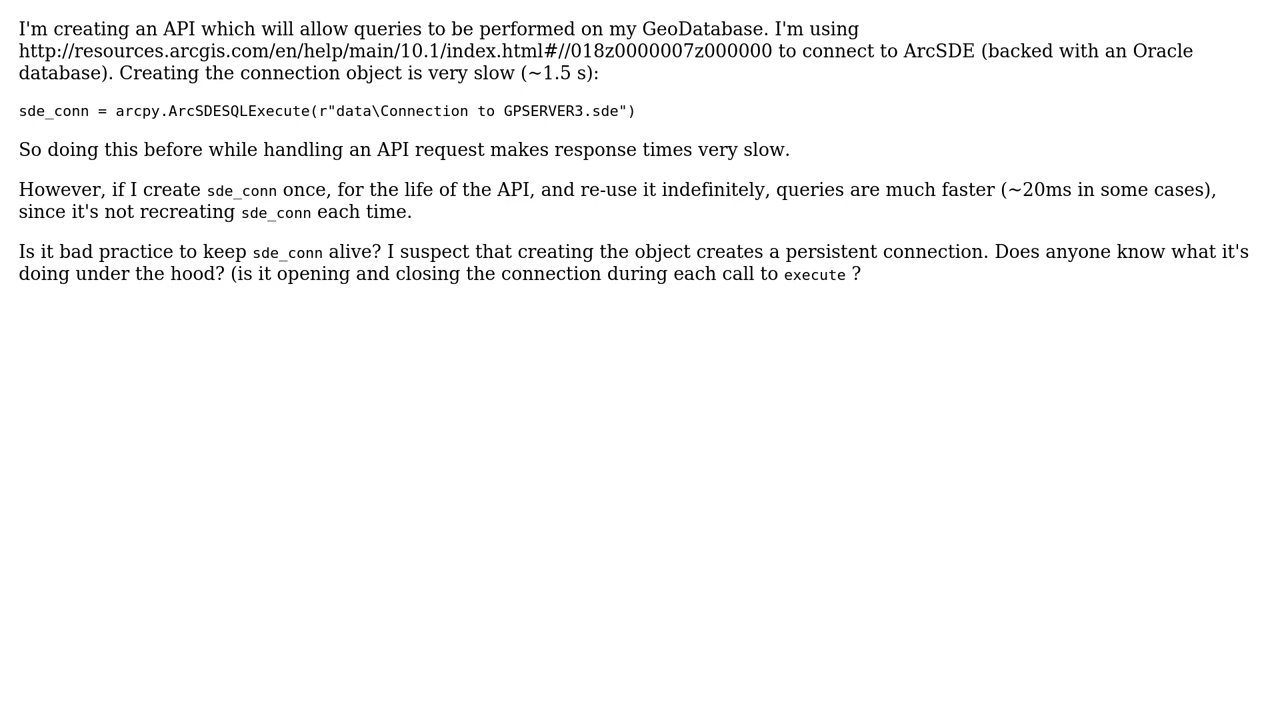 I'm creating an API which will allow queries to be performed on my GeoDatabase. I'm using
http://resources.arcgis.com/en/help/main/10.1/index.html#//018z0000007z000000 to connect to ArcSDE (backed with an Oracle
database). Creating the connection object is very slow (~1.5 s):
sde_conn = arcpy.ArcSDESQLExecute(r"data\Connection to GPSERVER3.sde")
So doing this before while handling an API request makes response times very slow.
However, if I create sde_conn once, for the life of the API, and re-use it indefinitely, queries are much faster (~20ms in some cases),
since it's not recreating sde_conn each time.
Is it bad practice to keep sde_conn alive? I suspect that creating the object creates a persistent connection. Does anyone know what it's
doing under the hood? (is it opening and closing the connection during each call to execute ?